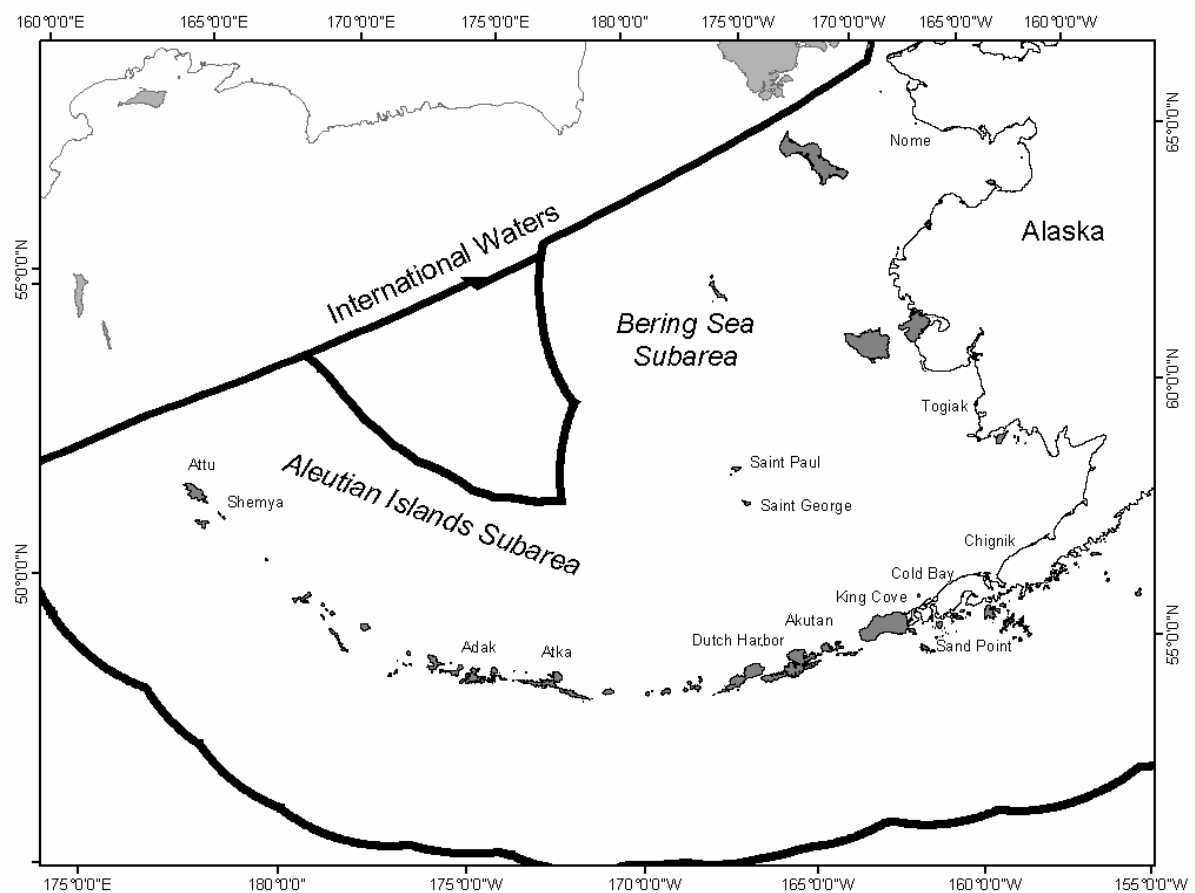 160°0'0"E 165°0'0"E 170°0'0"E 175°0'0"E 180°0'0" 175°0'0"W 170°0'0"W 165°0'0"W 160°0'0"W
65°0'0"N
Nome
International Waters
Alaska
55°0'0"N
Bering Sea
Subarea
60°0'0"N
Togiak
Attu
Saint Paul
Shemya
Aleutian Islands Subarea
Saint George
Chignik
50°0'0"N
Cold Bay
King Cove
Akutan
55°0'0"N
Dutch Harbor
Sand Point
Adak
Atka
175°0'0"E 180°0'0" 175°0'0"W 170°0'0"W 165°0'0"W 160°0'0"W 155°0'0"W